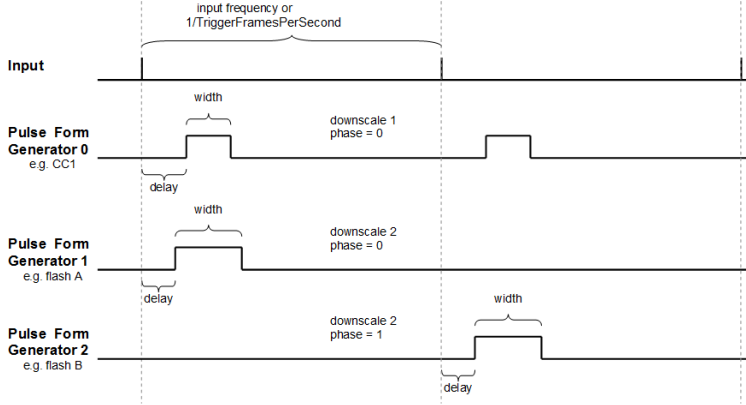 input frequency or
1/TriggerFramesPerSecond
Input
width
downscale 1
phase = 0
Pulse Form
Generator 0
e.g. CC1
delay
width
downscale 2
phase = 0
Pulse Form
Generator 1
e.g. flash A
delay
width
downscale 2
phase = 1
Pulse Form
Generator 2
e.g. flash B
delay